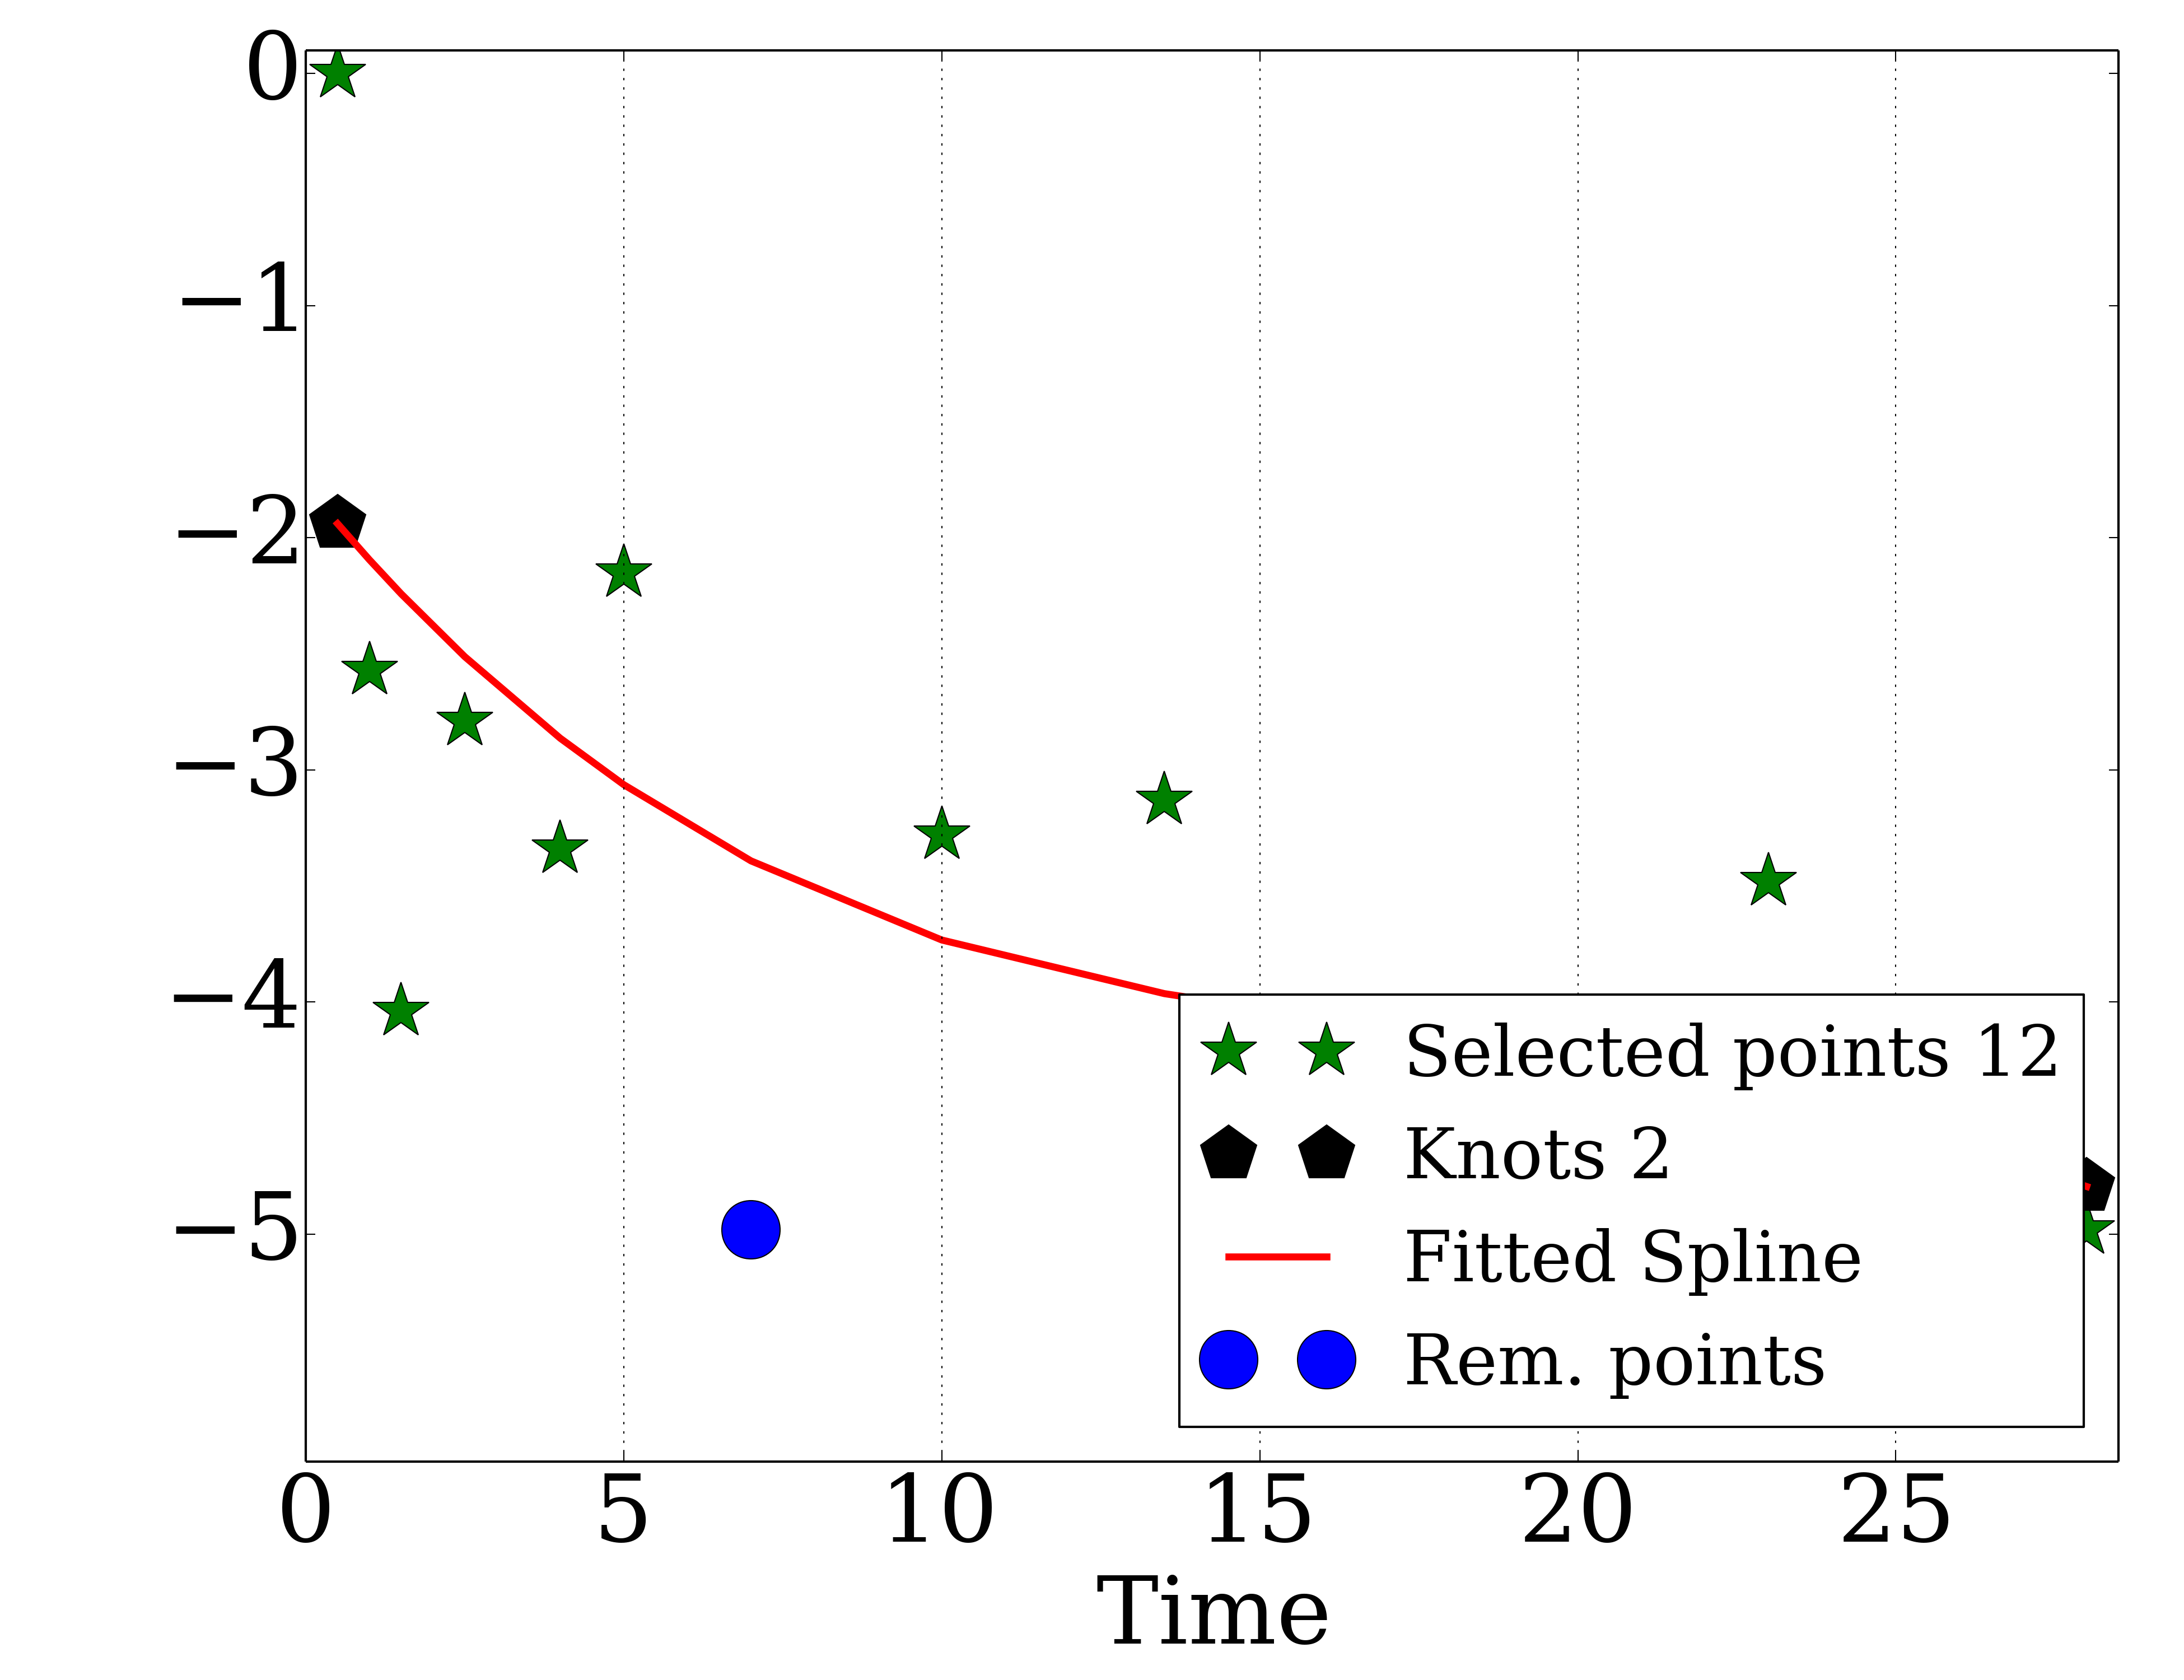 0
−1
−2
−3
−4
−5
Selected points 12
Knots 2
Fitted Spline
Rem. points
0 5 10 15 20 25
Time